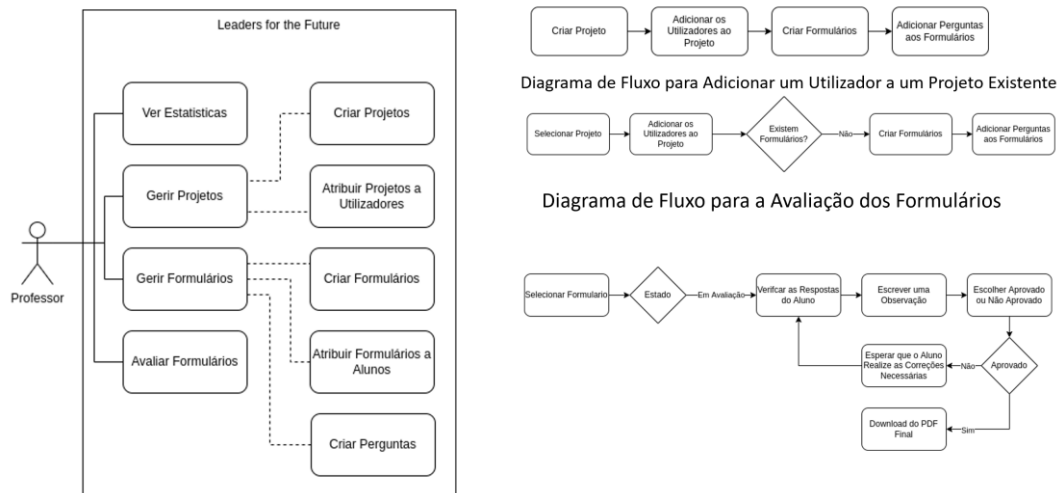 Leaders for the Future
Ver Estatisticas
Criar Projetos
Gerir Projetos
Atribuir Projetos a
Utilizadores
Professor
Gerir Formulários
Criar Formulários
Avaliar Formulários
Atribuir Formulários a
Alunos
Criar Perguntas
Criar Projeto
Adicionar os
Utilizadores ao
Projeto
Criar Formulários
Adicionar Perguntas
aos Formulários
Diagrama de Fluxo para Adicionar um Utilizador a um Projeto Existente
Selecionar Projeto
Adicionar os
Utilizadores ao
Projeto
Existem
Formulários?
Não
Criar Formulários
Adicionar Perguntas
aos Formulários
Diagrama de Fluxo para a Avaliação dos Formulários
Selecionar Formulario
Estado
Em Avaliação
Verifcar as Respostas
do Aluno
Escrever uma
Observação
Escolher Aprovado
ou Não Aprovado
Esperar que o Aluno
Realize as Correções
Necessárias
Não
Aprovado
Download do PDF
Final
Sim